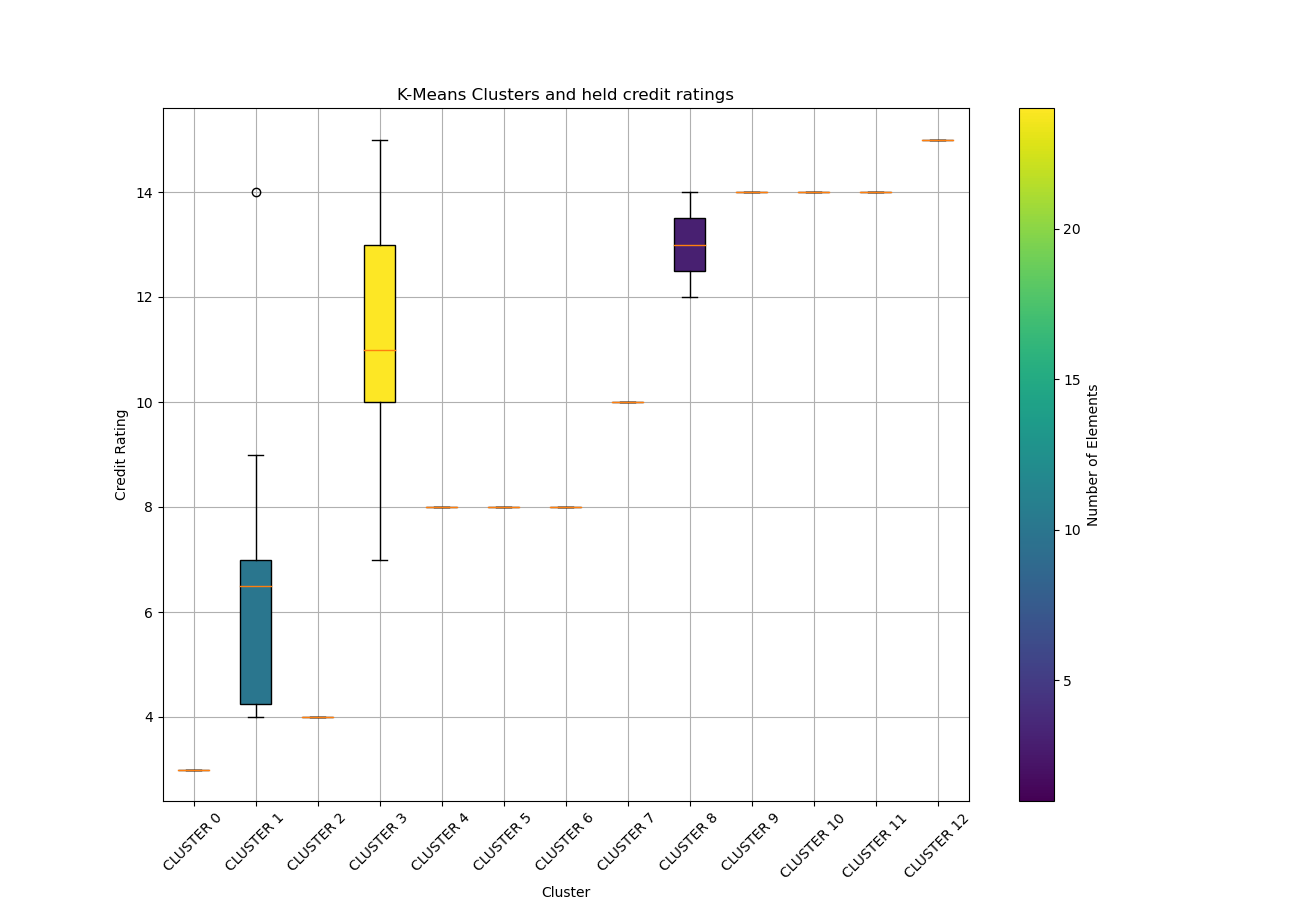 K-Means Clusters and held credit ratings
14
12
10
8
6
4
Credit Rating
CLUSTER 0
CLUSTER 1
CLUSTER 2
CLUSTER 3
CLUSTER 4
CLUSTER 5
CLUSTER 6
CLUSTER 7
CLUSTER 8
CLUSTER 9
CLUSTER 10
CLUSTER 11
CLUSTER 12
Cluster
20
15
10
5
Number of Elements